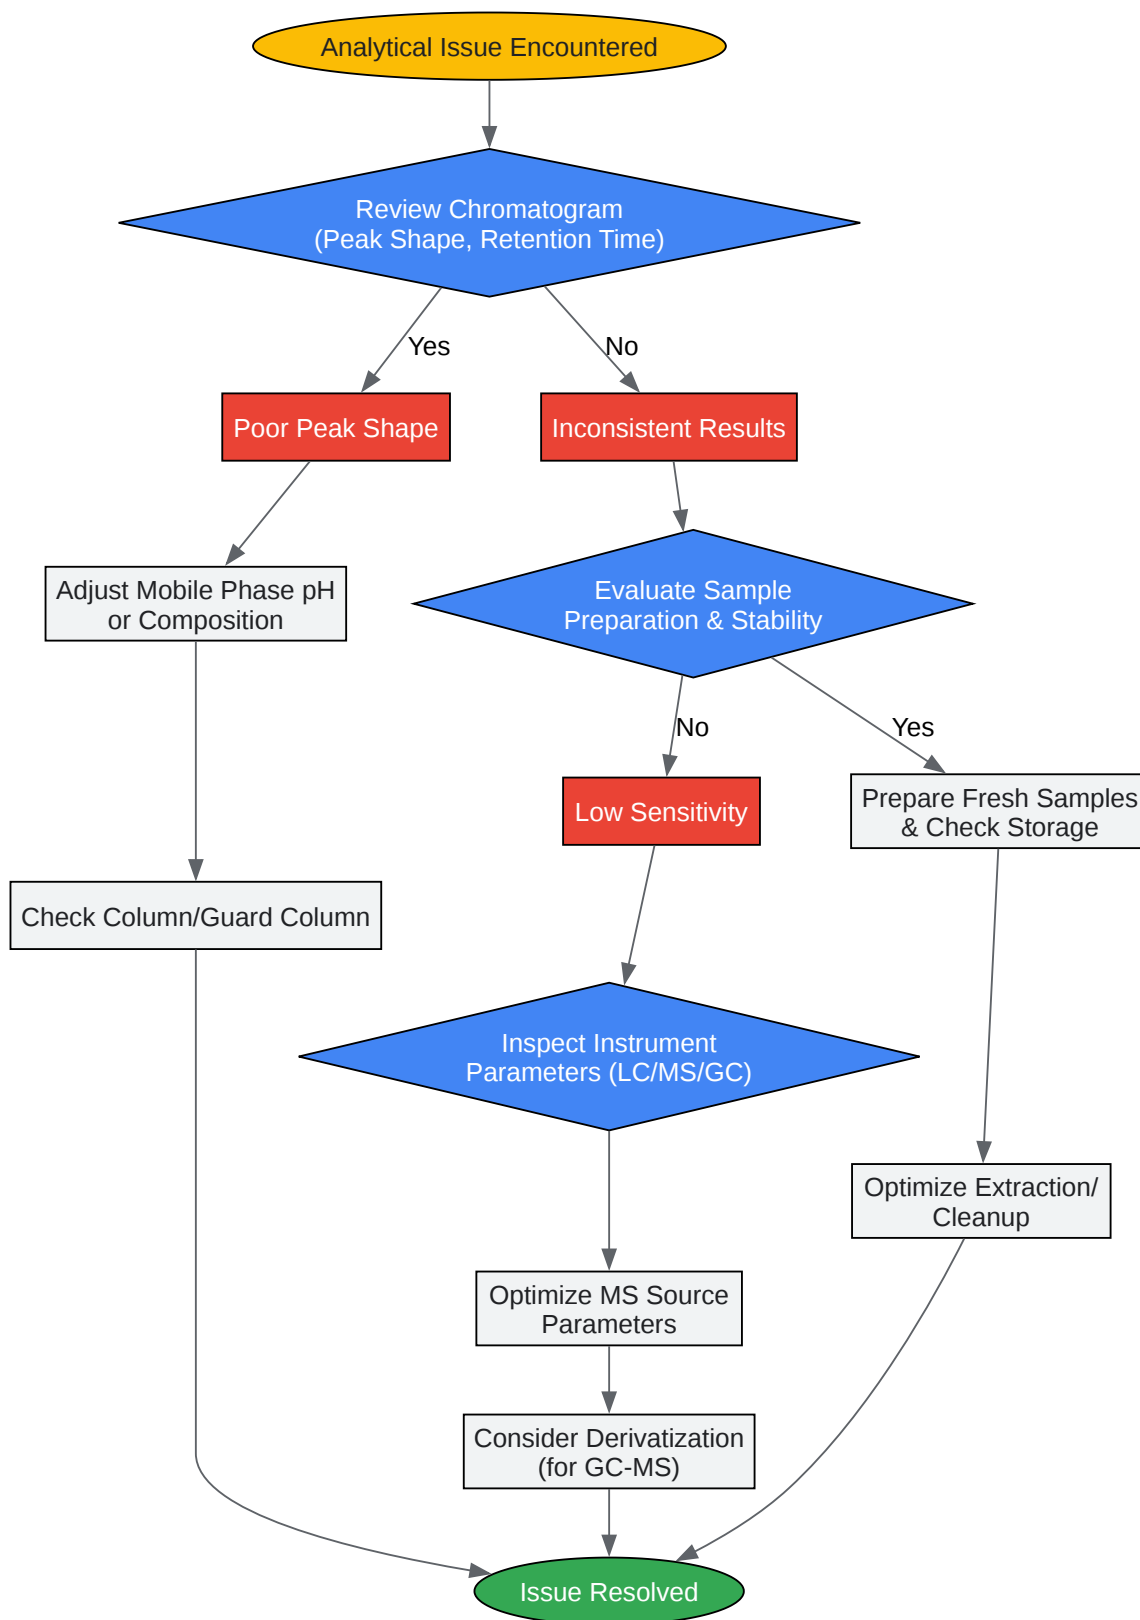 Analytical Issue Encountered
Review Chromatogram
(Peak Shape, Retention Time)
Yes
No
Poor Peak Shape
Inconsistent Results
Adjust Mobile Phase pH
or Composition
Evaluate Sample
Preparation & Stability
No
Yes
Low Sensitivity
Prepare Fresh Samples
& Check Storage
Check Column/Guard Column
Inspect Instrument
Parameters (LC/MS/GC)
Optimize Extraction/
Cleanup
Optimize MS Source
Parameters
Consider Derivatization
(for GC-MS)
Issue Resolved